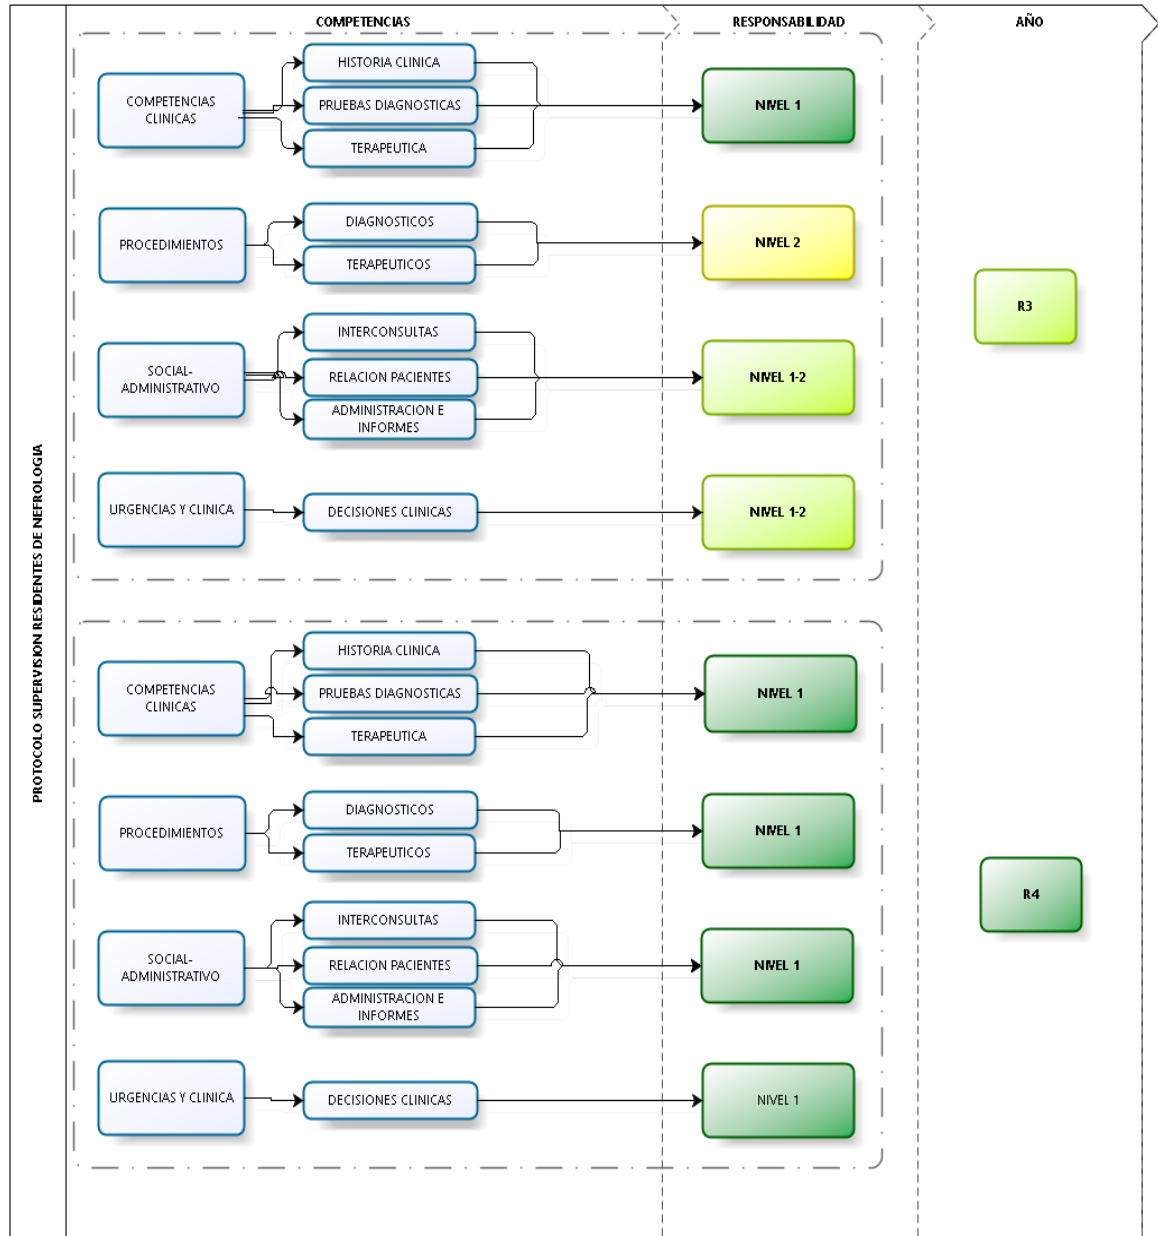 COMPETENCIAS
RESPONSABILIDAD
AÑO
PROTOCOLO SUPERVISION RESIDENTES DE NEFROLOGIA
COMPETENCIAS
CLINICAS
HISTORIA CLINICA
PRUEBAS DIAGNOSTICAS
TERAPEUTICA
NIVEL 1
PROCEDIMIENTOS
DIAGNOSTICOS
TERAPEUTICOS
NIVEL 2
SOCIAL-
ADMINISTRATIVO
INTERCONSULTAS
RELACION PACIENTES
ADMINISTRACION E
INFORMES
NIVEL 1-2
URGENCIAS Y CLINICA
DECISIONES CLINICAS
NIVEL 1-2
R3
COMPETENCIAS
CLINICAS
HISTORIA CLINICA
PRUEBAS DIAGNOSTICAS
TERAPEUTICA
NIVEL 1
PROCEDIMIENTOS
DIAGNOSTICOS
TERAPEUTICOS
NIVEL 1
SOCIAL-
ADMINISTRATIVO
INTERCONSULTAS
RELACION PACIENTES
ADMINISTRACION E
INFORMES
NIVEL 1
URGENCIAS Y CLINICA
DECISIONES CLINICAS
NIVEL 1
R4